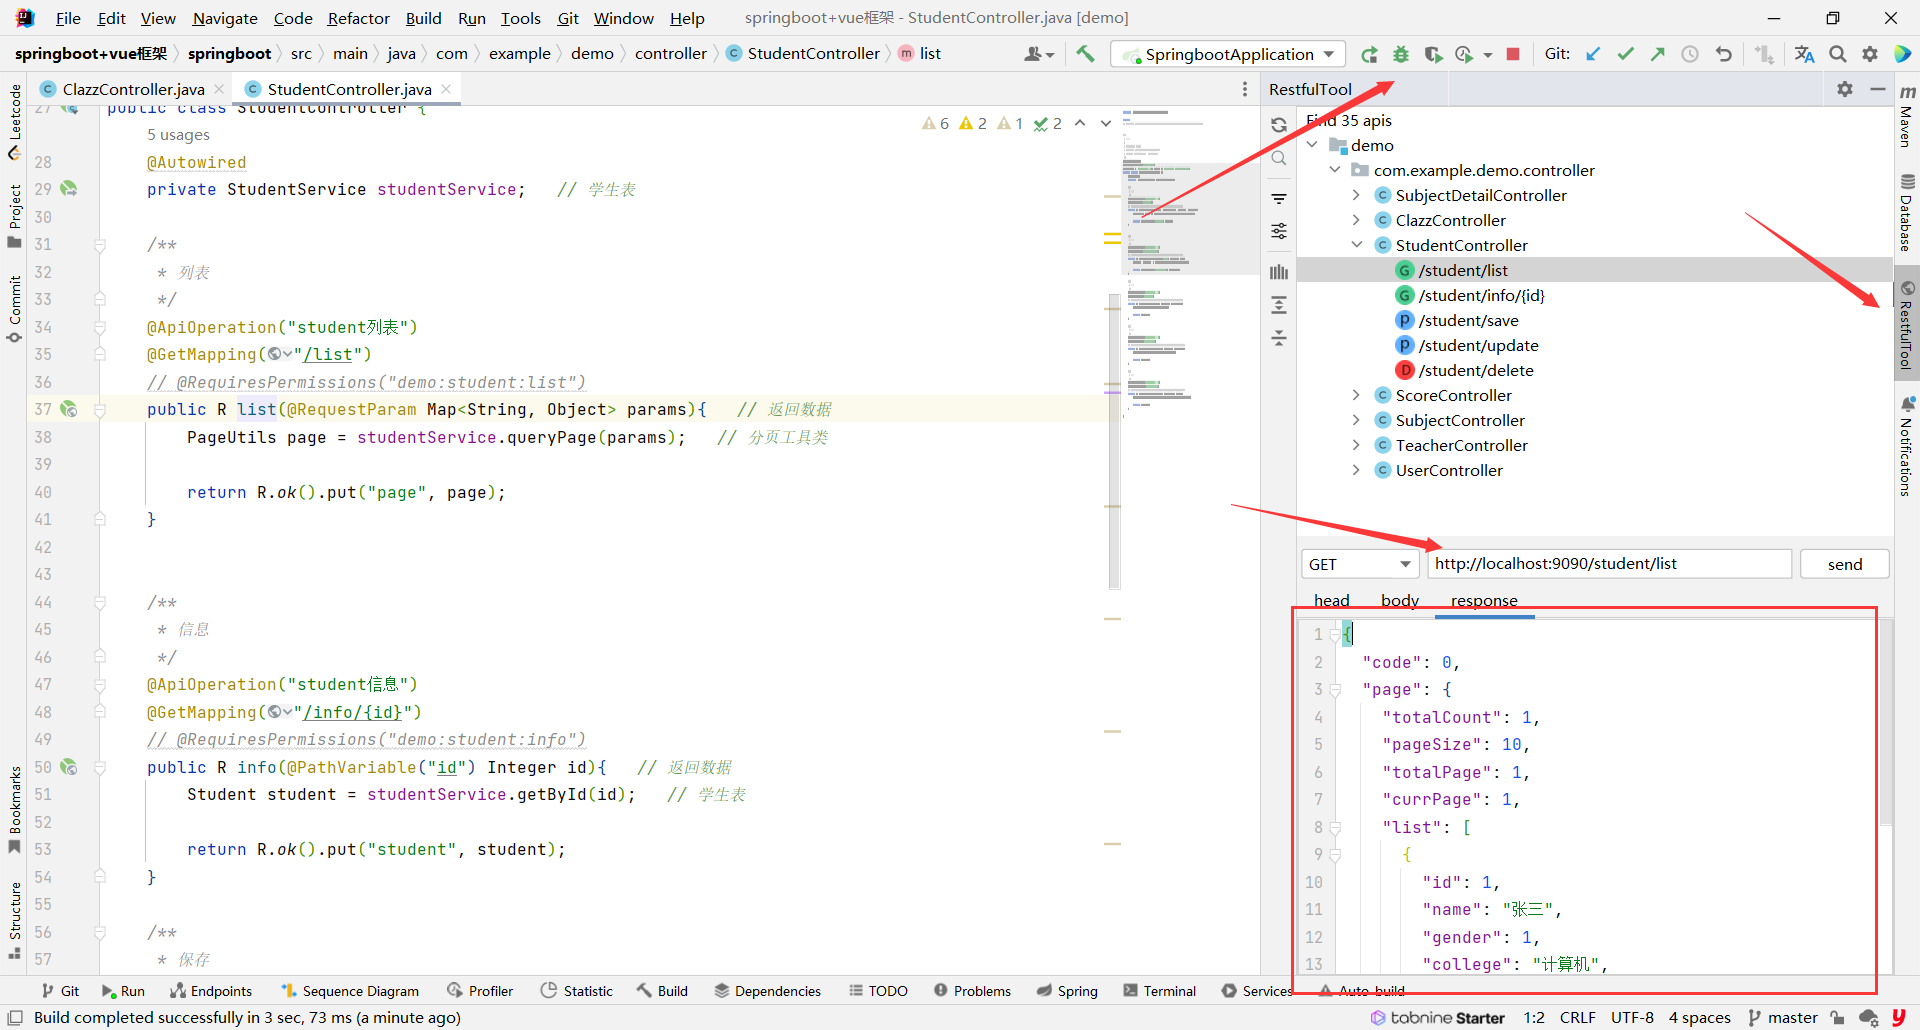 File Edit View Navigate Code Refactor Build Run Tools Git Window Help springboot+vue框架 - StudentController.java [demo]
springboot+vue框架 springboot src main java com example demo controller StudentController list SpringbootApplication Git:
ClazzController.java StudentController.java RestfulTool
27 public class StudentController {
5 usages
6 2 1 2
28 @Autowired
29 private StudentService studentService; // 学生表
30
31 /**
32 * 列表
33 */
34 @ApiOperation("student列表")
35 @GetMapping("/list")
36 // @RequiresPermissions("demo:student:list")
37 public R list(@RequestParam Map<String, Object> params){ // 返回数据
38 PageUtils page = studentService.queryPage(params); // 分页工具类
39
40 return R.ok().put("page", page);
41 }
42
43
44 /**
45 * 信息
46 */
47 @ApiOperation("student信息")
48 @GetMapping("/info/{id}")
49 // @RequiresPermissions("demo:student:info")
50 public R info(@PathVariable("id") Integer id){ // 返回数据
51 Student student = studentService.getById(id); // 学生表
52
53 return R.ok().put("student", student);
54 }
55
56 /**
57 * 保存
Leetcode
Project
Commit
Bookmarks
Structure
Find 35 apis
demo
com.example.demo.controller
SubjectDetailController
ClazzController
StudentController
G /student/list
G /student/info/{id}
P /student/save
P /student/update
D /student/delete
ScoreController
SubjectController
TeacherController
UserController
GET http://localhost:9090/student/list send
head body response
1 {
2 "code": 0,
3 "page": {
4 "totalCount": 1,
5 "pageSize": 10,
6 "totalPage": 1,
7 "currPage": 1,
8 "list": [
9 {
10 "id": 1,
11 "name": "张三",
12 "gender": 1,
13 "college": "计算机",
Maven
Database
RestfulTool
Notifications
Git Run Endpoints Sequence Diagram Profiler Statistic Build Dependencies TODO Problems Spring Terminal Services Auto-build
Build completed successfully in 3 sec, 73 ms (a minute ago) tabnine Starter 1:2 CRLF UTF-8 4 spaces master